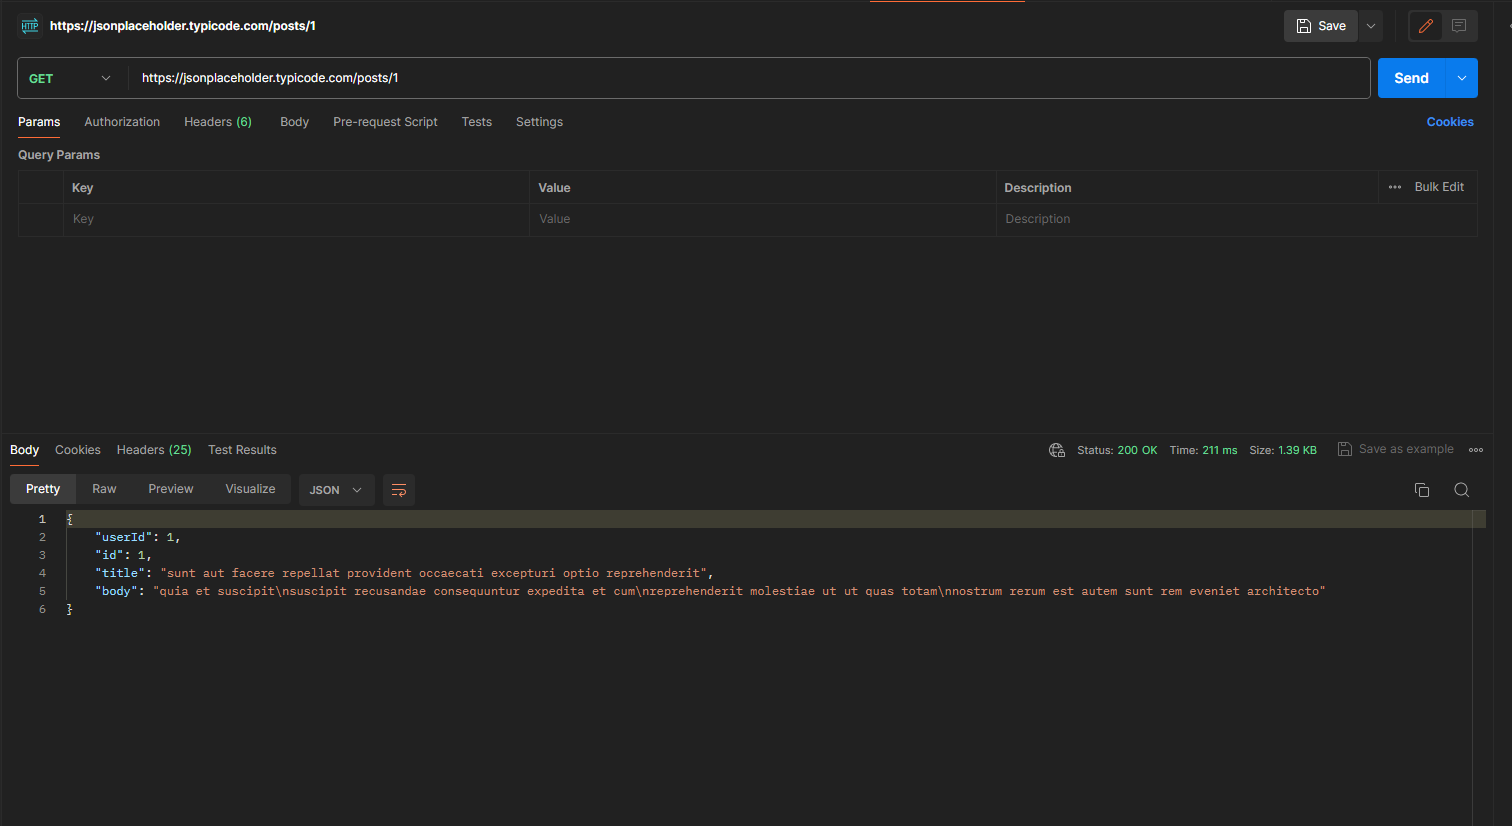 HTTP https://jsonplaceholder.typicode.com/posts/1 Save
GET https://jsonplaceholder.typicode.com/posts/1 Send
Params Authorization Headers (6) Body Pre-request Script Tests Settings Cookies
Query Params
Key Value Description ••• Bulk Edit
Key Value Description
Body Cookies Headers (25) Test Results Status: 200 OK Time: 211 ms Size: 1.39 KB Save as example
Pretty Raw Preview Visualize JSON
1 {
2 "userId": 1,
3 "id": 1,
4 "title": "sunt aut facere repellat provident occaecati excepturi optio reprehenderit",
5 "body": "quia et suscipit\nsuscipit recusandae consequuntur expedita et cum\nreprehenderit molestiae ut ut quas totam\nnostrum rerum est autem sunt rem eveniet architecto"
6 }